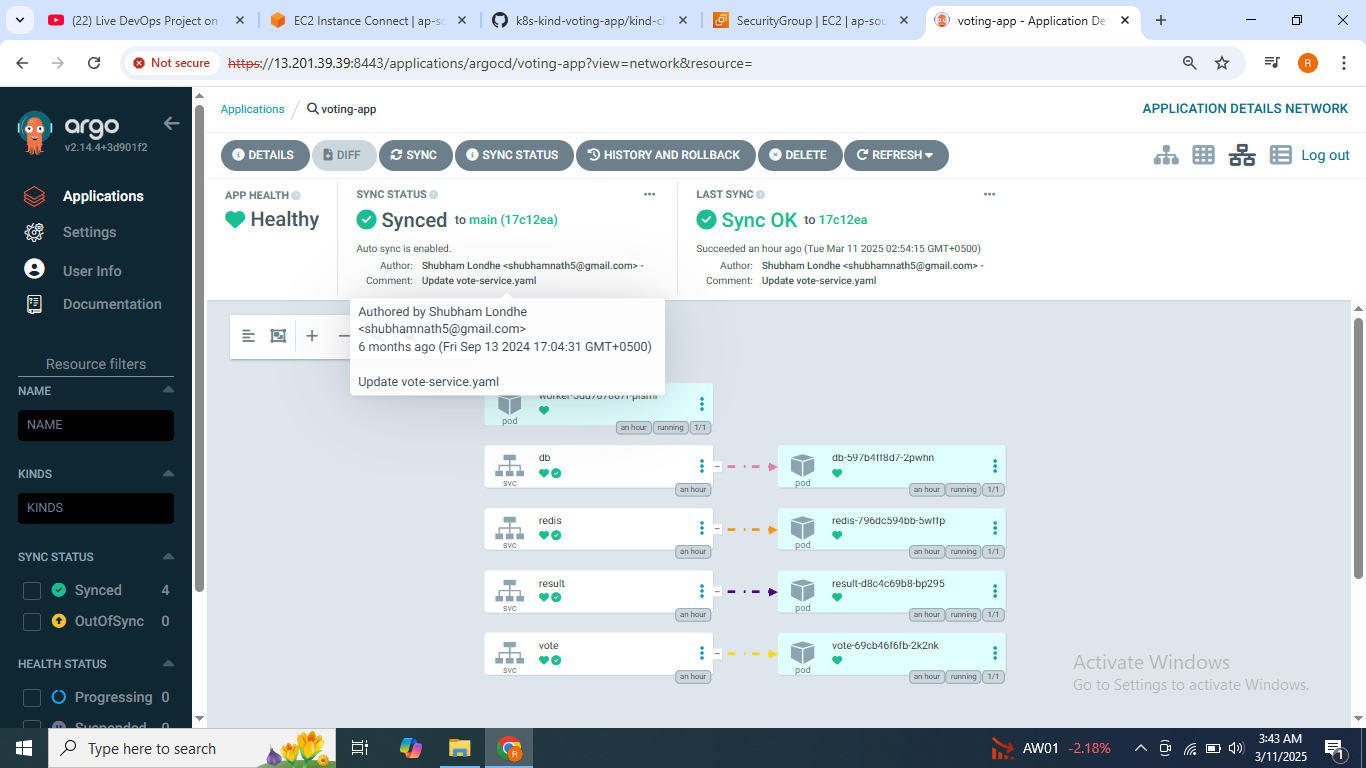 (22) Live DevOps Project on
EC2 Instance Connect | ap-so
k8s-kind-voting-app/kind-cl
SecurityGroup | EC2 | ap-sou
voting-app - Application De
Not secure
https://13.201.39.39:8443/applications/argocd/voting-app?view=network&resource=
R
argo
v2.14.4+3d901f2
Applications
Settings
User Info
Documentation
Resource filters
NAME
NAME
KINDS
KINDS
SYNC STATUS
Synced 4
OutOfSync 0
HEALTH STATUS
Progressing 0
Suspended 0
Applications / voting-app
APPLICATION DETAILS NETWORK
DETAILS
DIFF
SYNC
SYNC STATUS
HISTORY AND ROLLBACK
DELETE
REFRESH
Log out
APP HEALTH
Healthy
SYNC STATUS
Synced to main (17c12ea)
Auto sync is enabled.
Author: Shubham Londhe <shubhamnath5@gmail.com> -
Comment: Update vote-service.yaml
LAST SYNC
Sync OK to 17c12ea
Succeeded an hour ago (Tue Mar 11 2025 02:54:15 GMT+0500)
Author: Shubham Londhe <shubhamnath5@gmail.com> -
Comment: Update vote-service.yaml
Authored by Shubham Londhe
<shubhamnath5@gmail.com>
6 months ago (Fri Sep 13 2024 17:04:31 GMT+0500)
Update vote-service.yaml
pod
an hour running 1/1
db
svc
an hour
db-597b4ff8d7-2pwhn
pod
an hour running 1/1
redis
svc
an hour
redis-796dc594bb-5wffp
pod
an hour running 1/1
result
svc
an hour
result-d8c4c69b8-bp295
pod
an hour running 1/1
vote
svc
an hour
vote-69cb46f6fb-2k2nk
pod
an hour running 1/1
Activate Windows
Go to Settings to activate Windows.
Type here to search
R
AW01 -2.18%
3:43 AM
3/11/2025
1